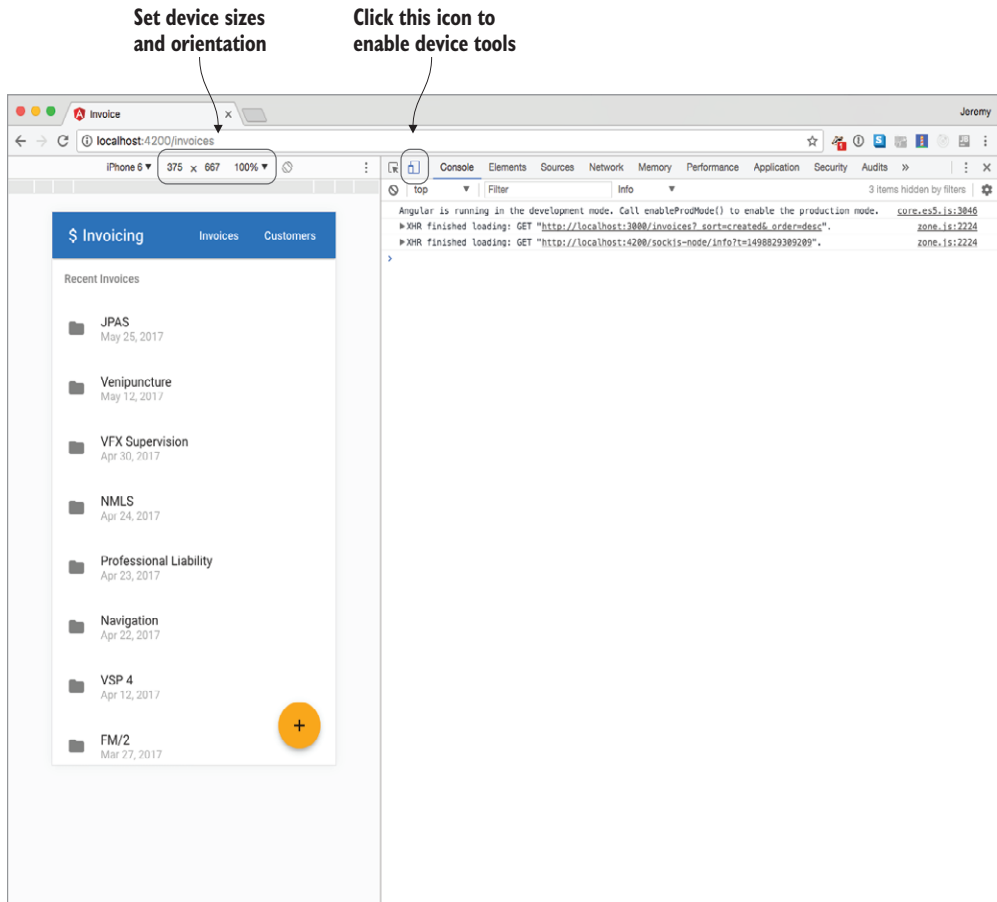 Set device sizes
and orientation
Click this icon to
enable device tools
Invoice
Jeremy
localhost:4200/invoices
1
iPhone 6 ▼ 375 x 667 100% ▼
Console Elements Sources Network Memory Performance Application Security Audits »
top ▼ Filter Info ▼ 3 items hidden by filters
Angular is running in the development mode. Call enableProdMode() to enable the production mode. core.es5.js:3046
▶XHR finished loading: GET "http://localhost:3000/invoices?_sort=created&_order=desc". zone.js:2224
▶XHR finished loading: GET "http://localhost:4200/sockjs-node/info?t=1498829309209". zone.js:2224
>
$ Invoicing Invoices Customers
Recent Invoices
JPAS
May 25, 2017
Venipuncture
May 12, 2017
VFX Supervision
Apr 30, 2017
NMLS
Apr 24, 2017
Professional Liability
Apr 23, 2017
Navigation
Apr 22, 2017
VSP 4
Apr 12, 2017
+
FM/2
Mar 27, 2017